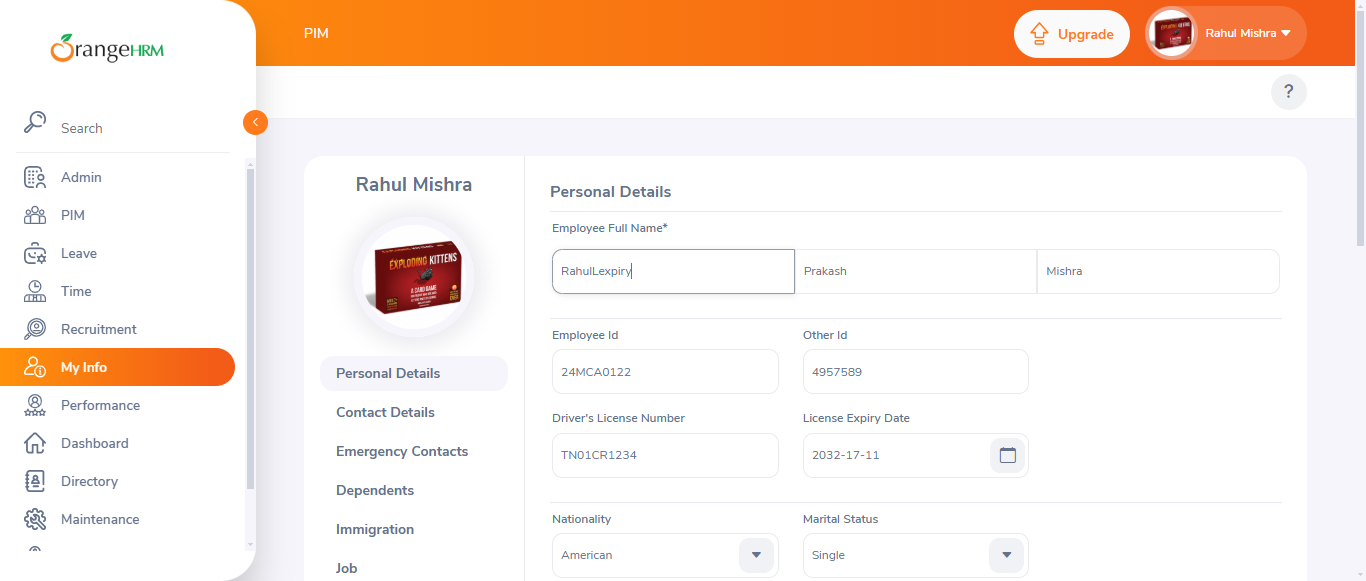 OrangeHRM
PIM
Upgrade
Rahul Mishra
?
Search
Admin
PIM
Leave
Time
Recruitment
My Info
Performance
Dashboard
Directory
Maintenance
Rahul Mishra
EXPLODING KITTENS
A CARD GAME
Personal Details
Contact Details
Emergency Contacts
Dependents
Immigration
Job
Personal Details
Employee Full Name*
RahulLexpiry Prakash Mishra
Employee Id Other Id
24MCA0122 4957589
Driver's License Number License Expiry Date
TN01CR1234 2032-17-11
Nationality Marital Status
American Single